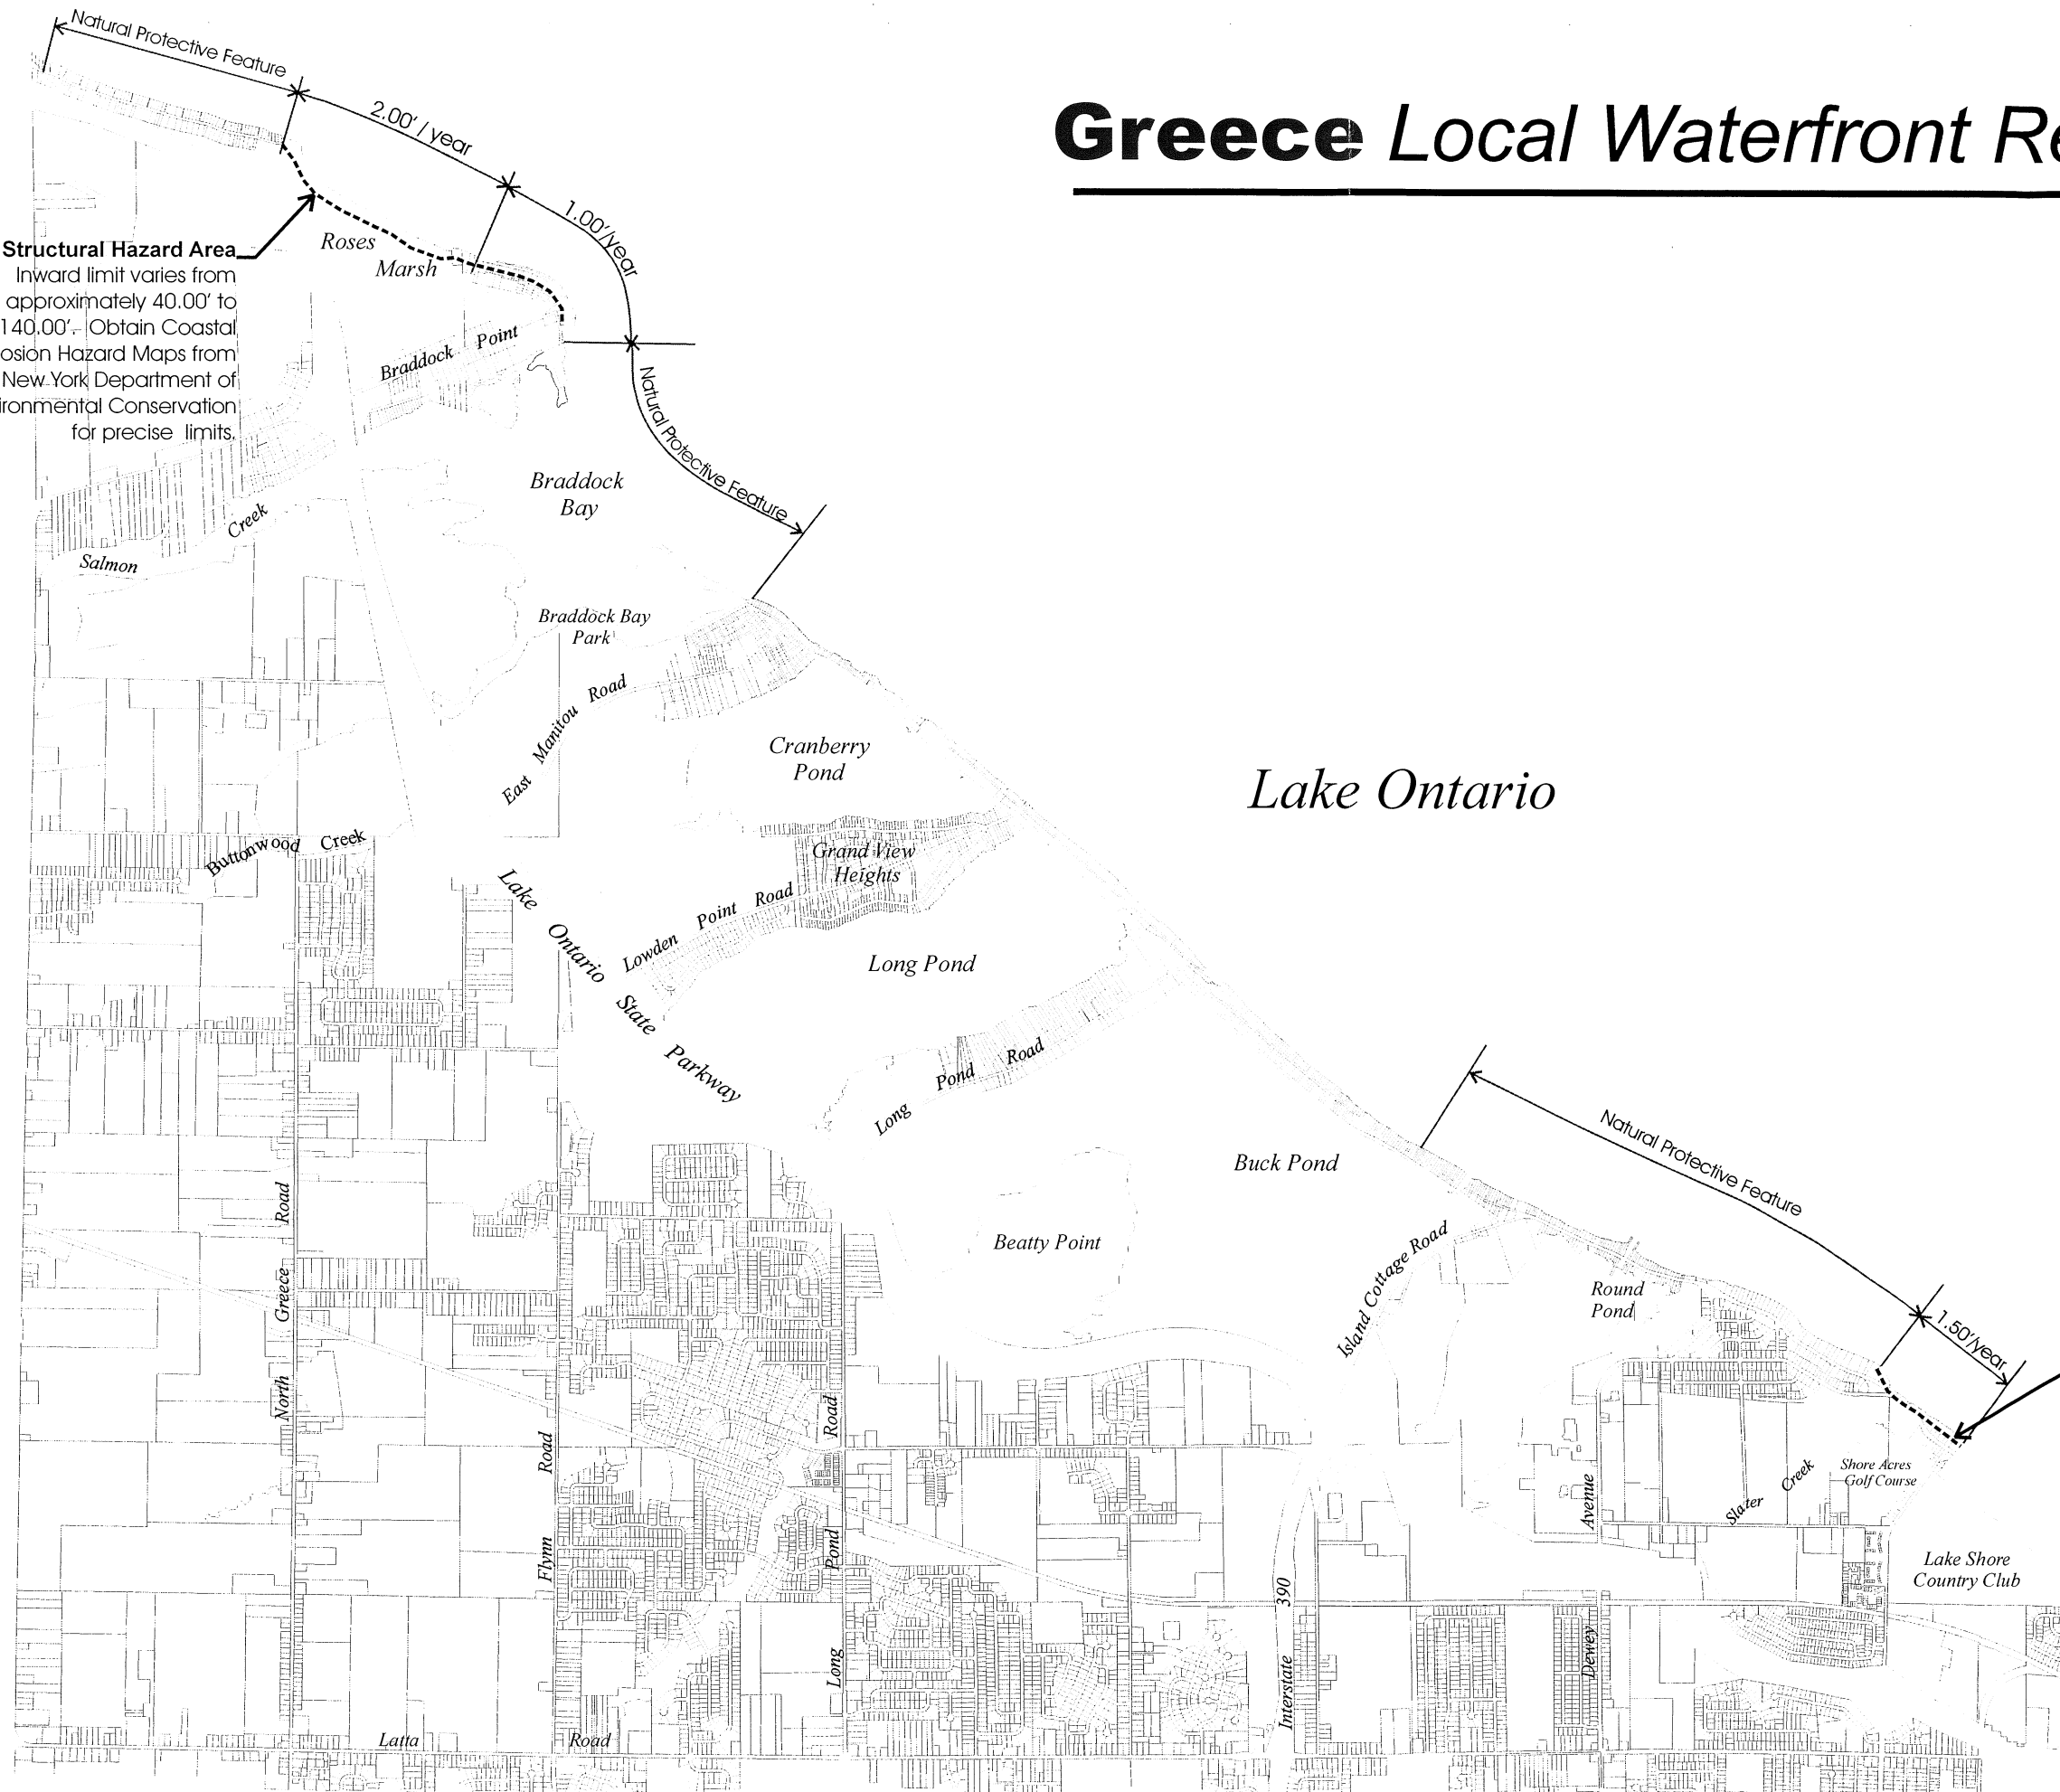 Natural Protective Feature
2.00' / year
1.00'/year
Greece Local Waterfront Re
Structural Hazard Area
Inward limit varies from
approximately 40.00' to
140.00'. Obtain Coastal
osion Hazard Maps from
New York Department of
ironmental Conservation
for precise limits.
Roses
Marsh
Braddock Point
Natural Protective Feature
Braddock
Bay
Salmon Creek
Braddock Bay
Park
East Manitou Road
Cranberry
Pond
Lake Ontario
Buttonwood Creek
Grand View
Heights
Lake Ontario State Parkway
Lowden Point Road
Long Pond
Long Pond Road
Natural Protective Feature
Buck Pond
Beatty Point
Island Cottage Road
Round
Pond
1.50'/year
North Greece Road
Flynn Road
Long Pond Road
Interstate 390
Dewey Avenue
Slater Creek
Shore Acres
Golf Course
Lake Shore
Country Club
Latta Road